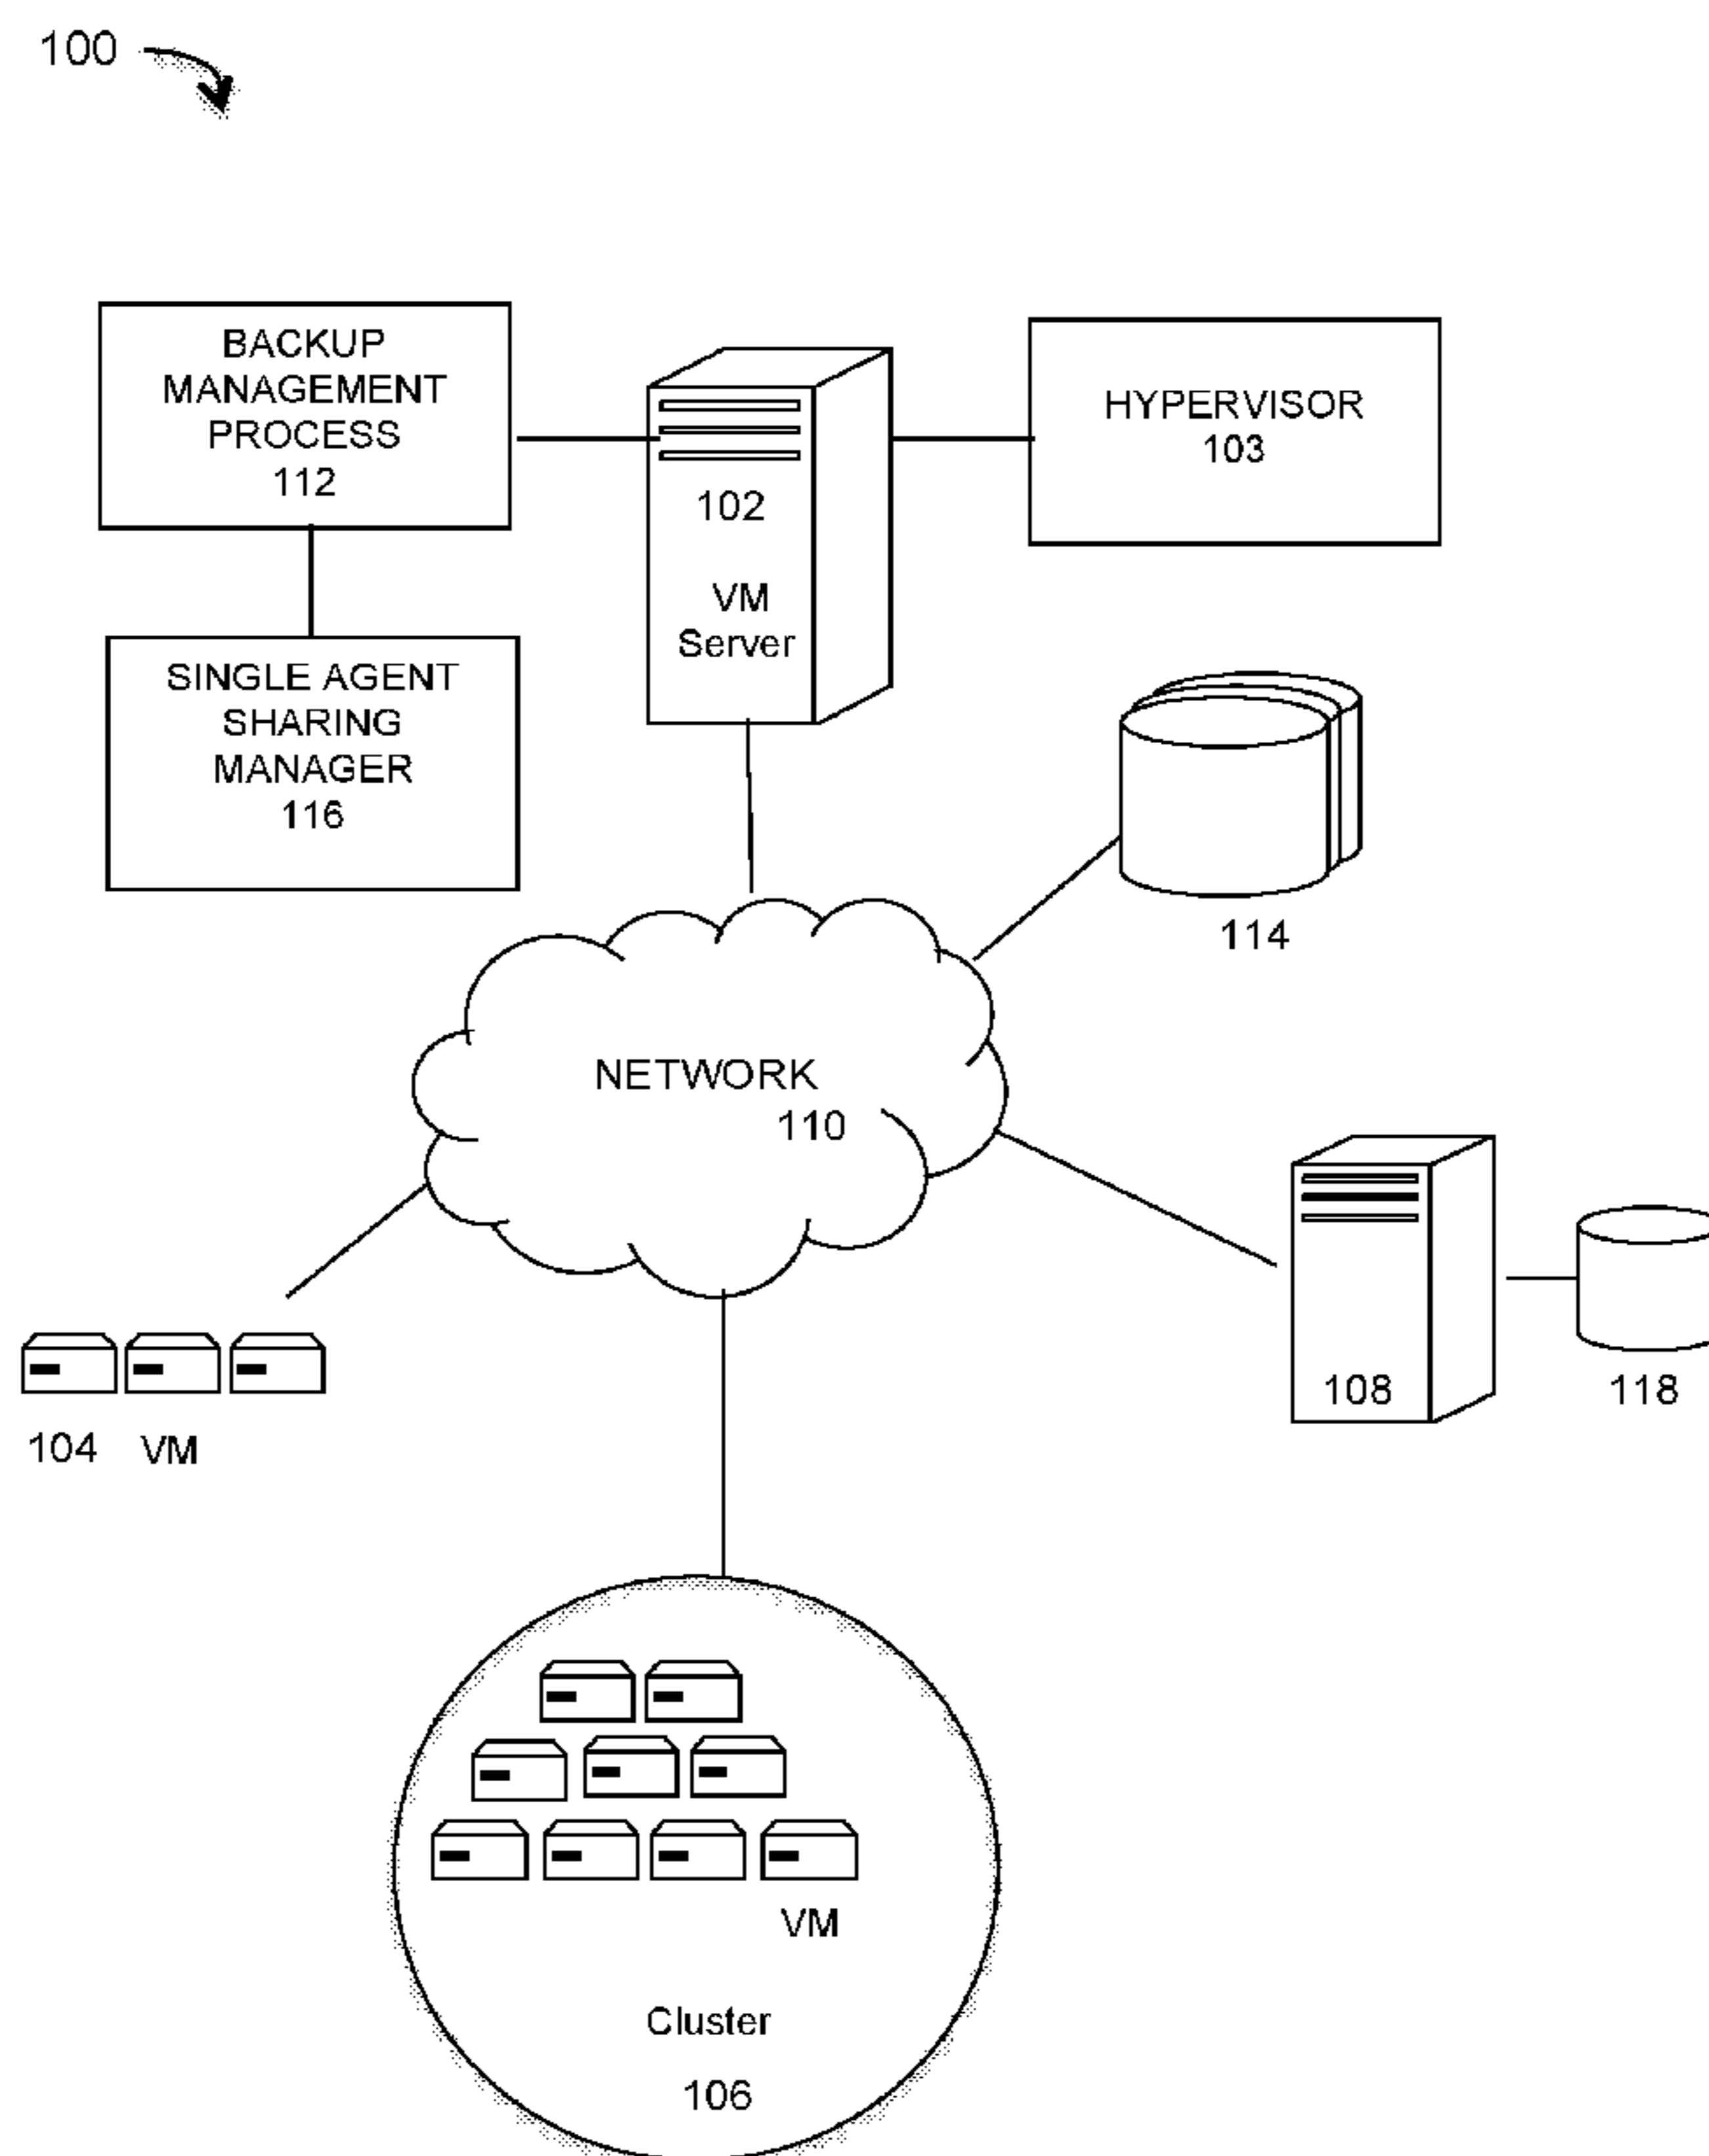 100
BACKUP
MANAGEMENT
PROCESS
112
HYPERVISOR
103
102
VM
Server
SINGLE AGENT
SHARING
MANAGER
116
114
NETWORK
110
108
118
104 VM
VM
Cluster
106